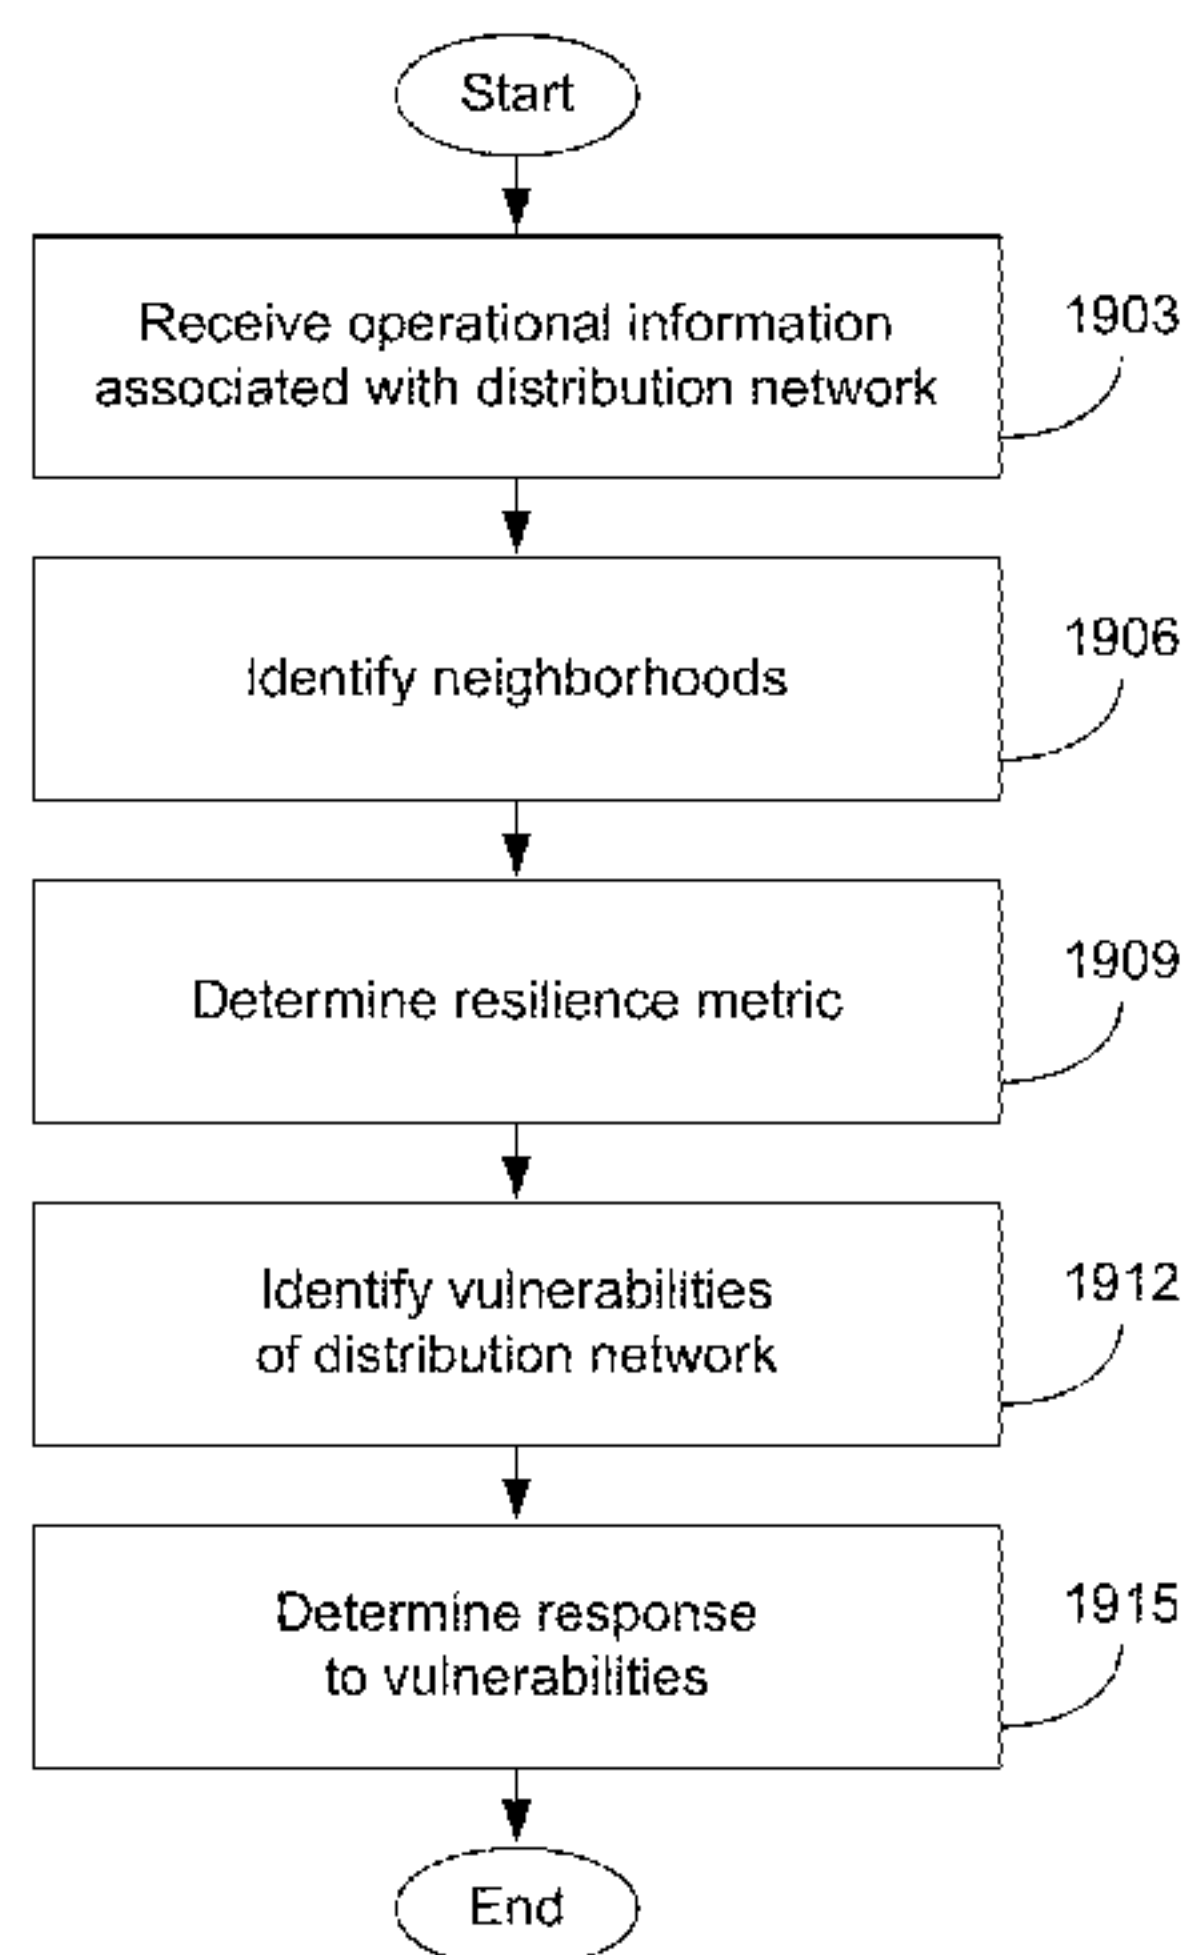 Start
Receive operational information
associated with distribution network
1903
Identify neighborhoods
1906
Determine resilience metric
1909
Identify vulnerabilities
of distribution network
1912
Determine response
to vulnerabilities
1915
End